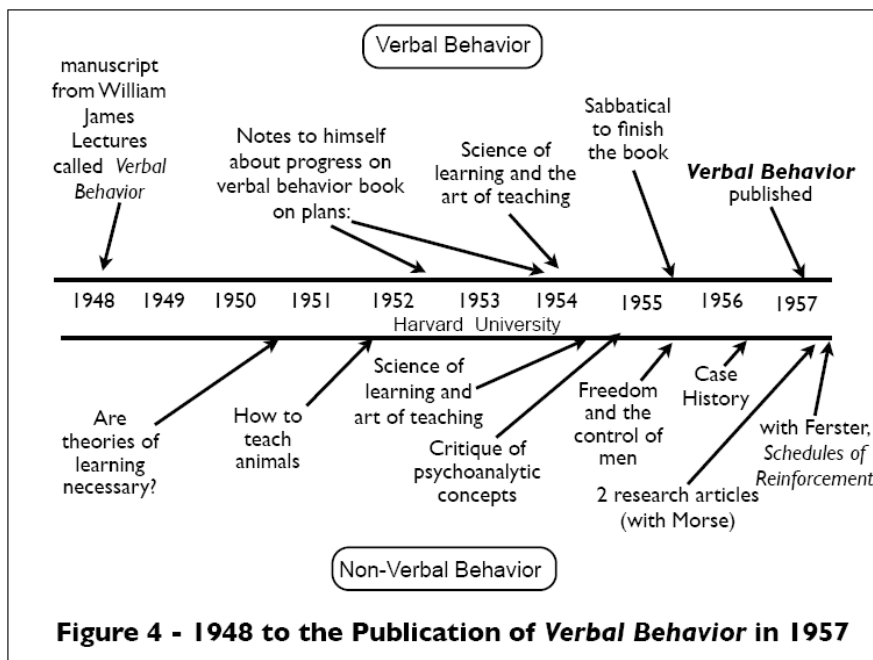 Verbal Behavior
manuscript
from William
James
Lectures
called Verbal
Behavior
Notes to himself
about progress on
verbal behavior book
on plans:
Science of
learning and the
art of teaching
Sabbatical
to finish
the book
Verbal Behavior
published
1948 1949 1950 1951 1952 1953 1954 1955 1956 1957
Harvard University
Are
theories of
learning
necessary?
How to
teach
animals
Science of
learning and
art of teaching
Critique of
psychoanalytic
concepts
Freedom
and the
control of
men
Case
History
2 research articles
(with Morse)
with Ferster,
Schedules of
Reinforcement
Non-Verbal Behavior
Figure 4 - 1948 to the Publication of Verbal Behavior in 1957